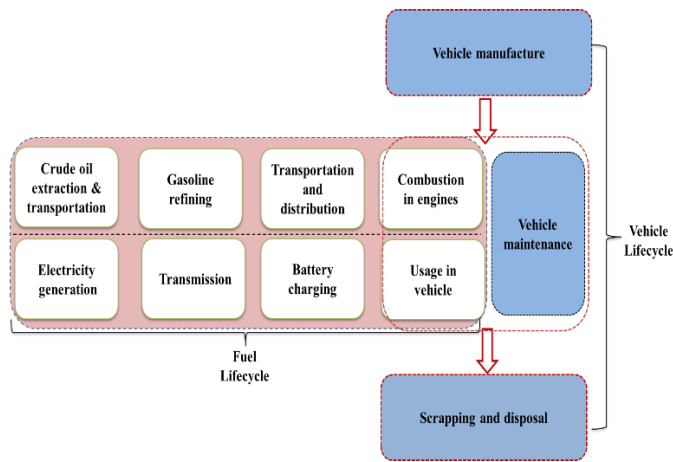 Vehicle manufacture
Crude oil
extraction &
transportation
Gasoline
refining
Transportation
and
distribution
Combustion
in engines
Vehicle
maintenance
Vehicle
Lifecycle
Electricity
generation
Transmission
Battery
charging
Usage in
vehicle
Fuel
Lifecycle
Scrapping and disposal